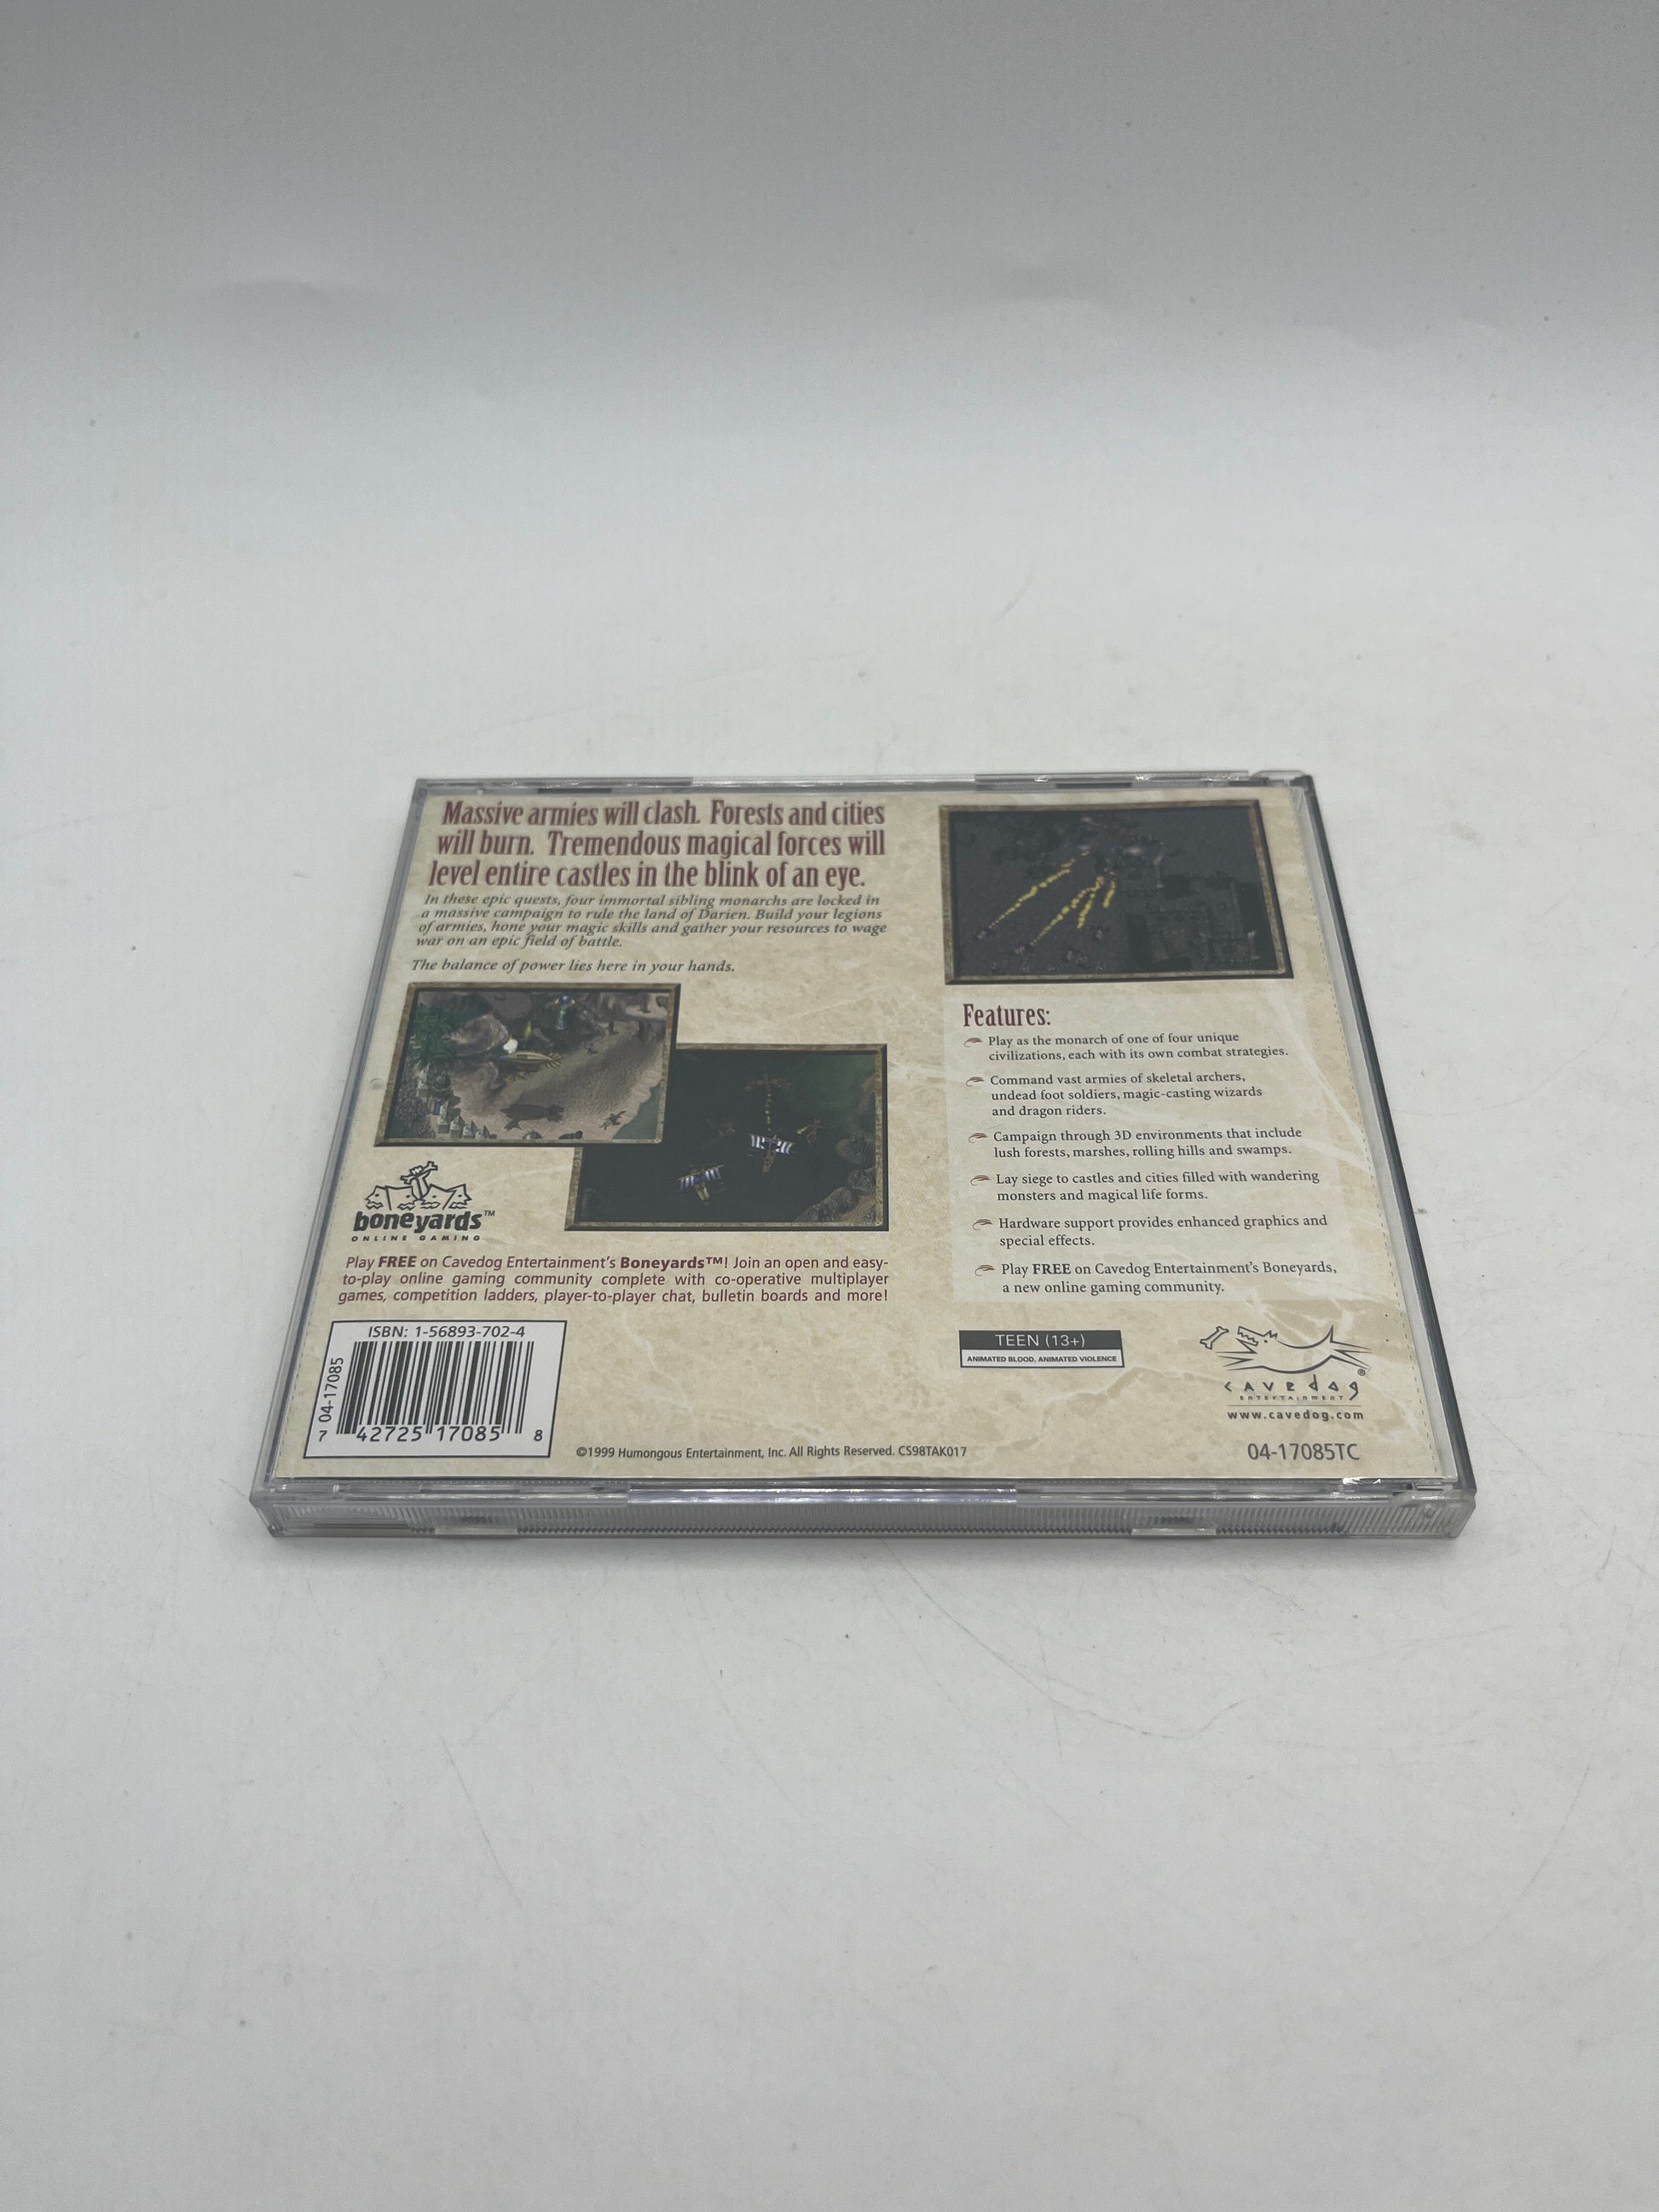 Massive armies will clash. Forests and cities
will burn. Tremendous magical forces will
level entire castles in the blink of an eye.
In these epic quests, four immortal sibling monarchs are locked in
a massive campaign to rule the land of Darien. Build your legions
of armies, hone your magic skills and gather your resources to wage
war on an epic field of battle.
The balance of power lies here in your hands.
boneyards™
ONLINE GAMING
Play FREE on Cavedog Entertainment's Boneyards™! Join an open and easy-
to-play online gaming community complete with co-operative multiplayer
games, competition ladders, player-to-player chat, bulletin boards and more!
ISBN: 1-56893-702-4
04-17085
7 42725 17085 8
©1999 Humongous Entertainment, Inc. All Rights Reserved. CS98TAK017
Features:
Play as the monarch of one of four unique
civilizations, each with its own combat strategies.
Command vast armies of skeletal archers,
undead foot soldiers, magic-casting wizards
and dragon riders.
Campaign through 3D environments that include
lush forests, marshes, rolling hills and swamps.
Lay siege to castles and cities filled with wandering
monsters and magical life forms.
Hardware support provides enhanced graphics and
special effects.
Play FREE on Cavedog Entertainment's Boneyards,
a new online gaming community.
TEEN (13+)
ANIMATED BLOOD, ANIMATED VIOLENCE
cavedog®
ENTERTAINMENT
www.cavedog.com
04-17085TC